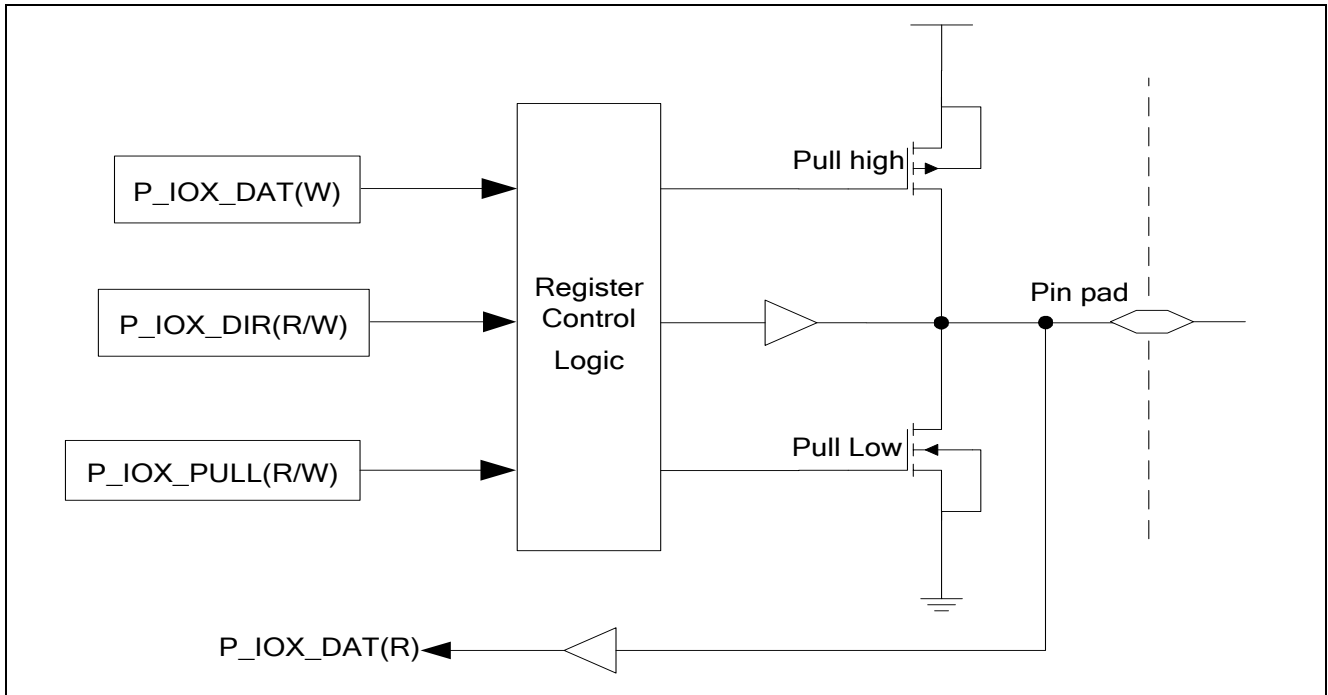 Pull high
P_IOX_DAT(W)
Register
Control
Logic
Pin pad
P_IOX_DIR(R/W)
Pull Low
P_IOX_PULL(R/W)
P_IOX_DAT(R)